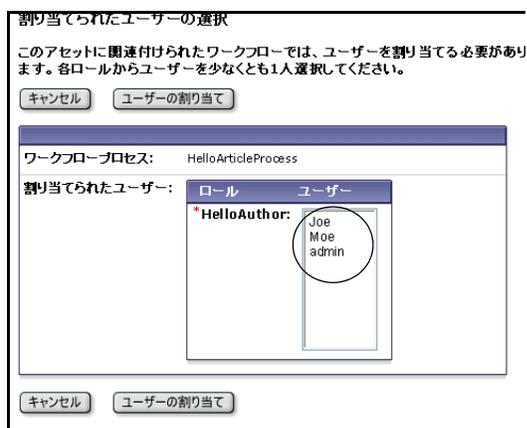 割り当てられたユーザーの選択
このアセットに関連付けられたワークフローでは、ユーザーを割り当てる必要があり
ます。各ロールからユーザーを少なくとも1人選択してください。
キャンセル ユーザーの割り当て
ワークフロープロセス: HelloArticleProcess
割り当てられたユーザー: ロール ユーザー
*HelloAuthor: Joe
Moe
admin
キャンセル ユーザーの割り当て